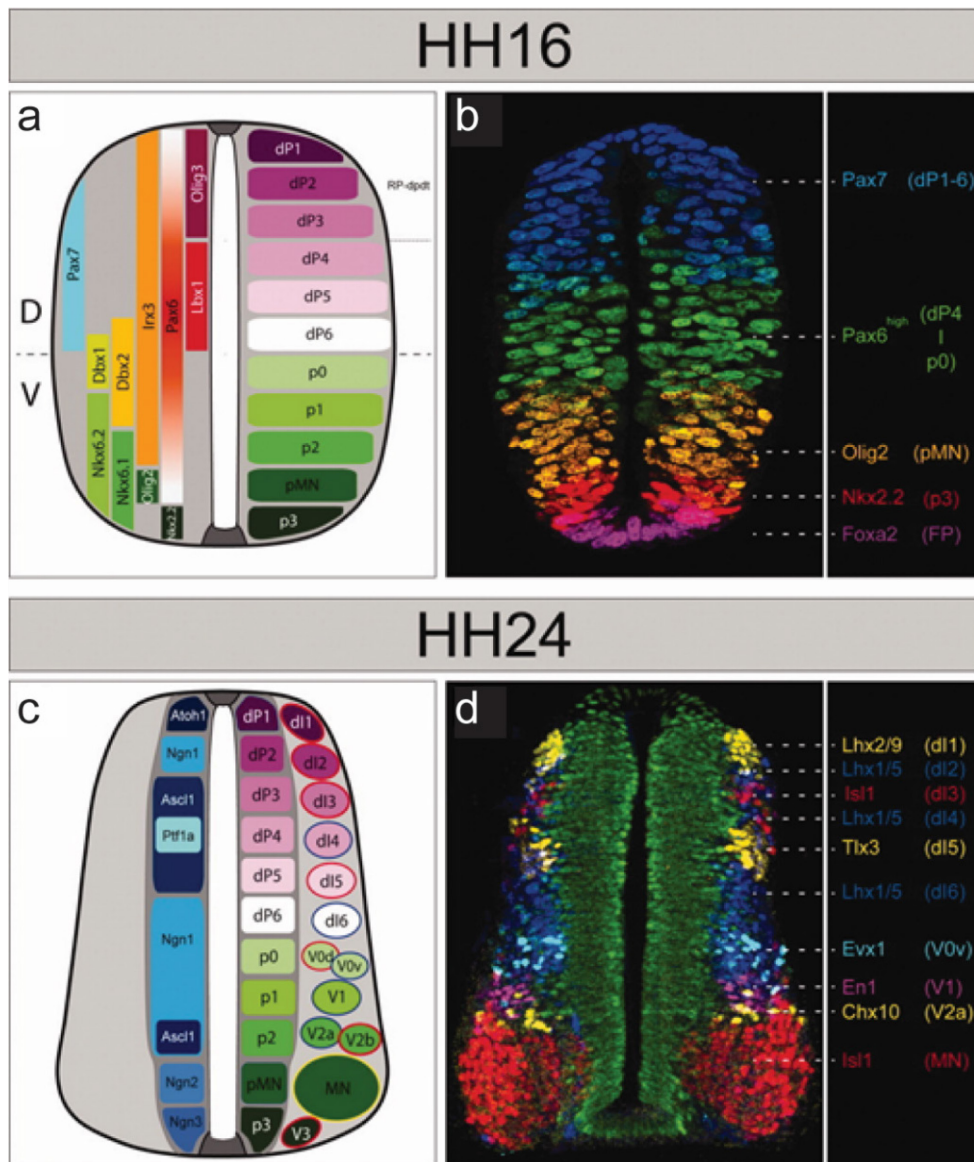 HH16
a
D
V
Pax7
Dbx1
Nkx6.2
Dbx2
Nkx6.1
Irx3
Olig2
Pax6
Nkx2.2
Olig3
Lbx1
dP1
dP2
dP3
dP4
dP5
dP6
p0
p1
p2
pMN
p3
RP-dpdt
b
Pax7 (dP1-6)
Pax6high (dP4
I
p0)
Olig2 (pMN)
Nkx2.2 (p3)
Foxa2 (FP)
HH24
c
Atoh1 dP1 dI1
Ngn1 dP2 dI2
Ascl1 dP3 dI3
Ptf1a dP4 dI4
dP5 dI5
dP6 dI6
Ngn1 p0 V0d V0v
p1 V1
Ascl1 p2 V2a V2b
Ngn2 pMN MN
Ngn3 p3 V3
d
Lhx2/9 (dI1)
Lhx1/5 (dI2)
Isl1 (dI3)
Lhx1/5 (dI4)
Tlx3 (dI5)
Lhx1/5 (dI6)
Evx1 (V0v)
En1 (V1)
Chx10 (V2a)
Isl1 (MN)